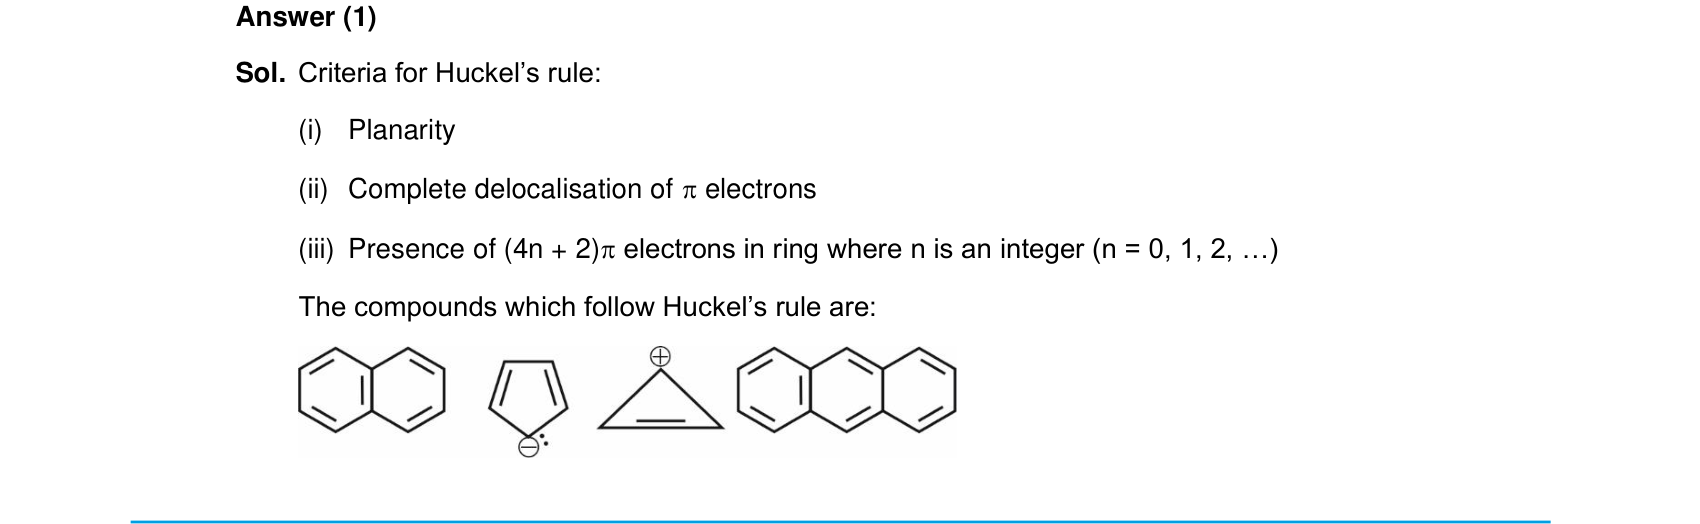 Answer (1)
Sol. Criteria for Huckel’s rule:
(i) Planarity
(ii) Complete delocalisation of π electrons
(iii) Presence of (4n + 2)π electrons in ring where n is an integer (n = 0, 1, 2, …)
The compounds which follow Huckel’s rule are:
⊕
⊖: